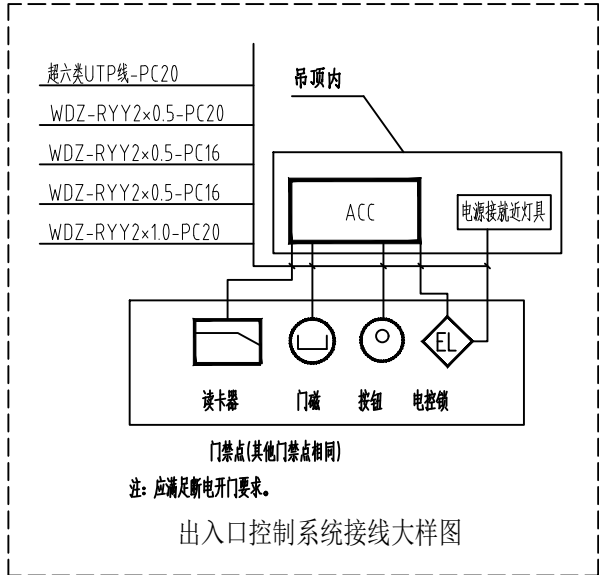 超六类UTP线-PC20
WDZ-RYY2×0.5-PC20
WDZ-RYY2×0.5-PC16
WDZ-RYY2×0.5-PC16
WDZ-RYY2×1.0-PC20
吊顶内
ACC
电源接就近灯具
EL
读卡器
门磁
按钮
电控锁
门禁点(其他门禁点相同)
注: 应满足断电开门要求。
出入口控制系统接线大样图